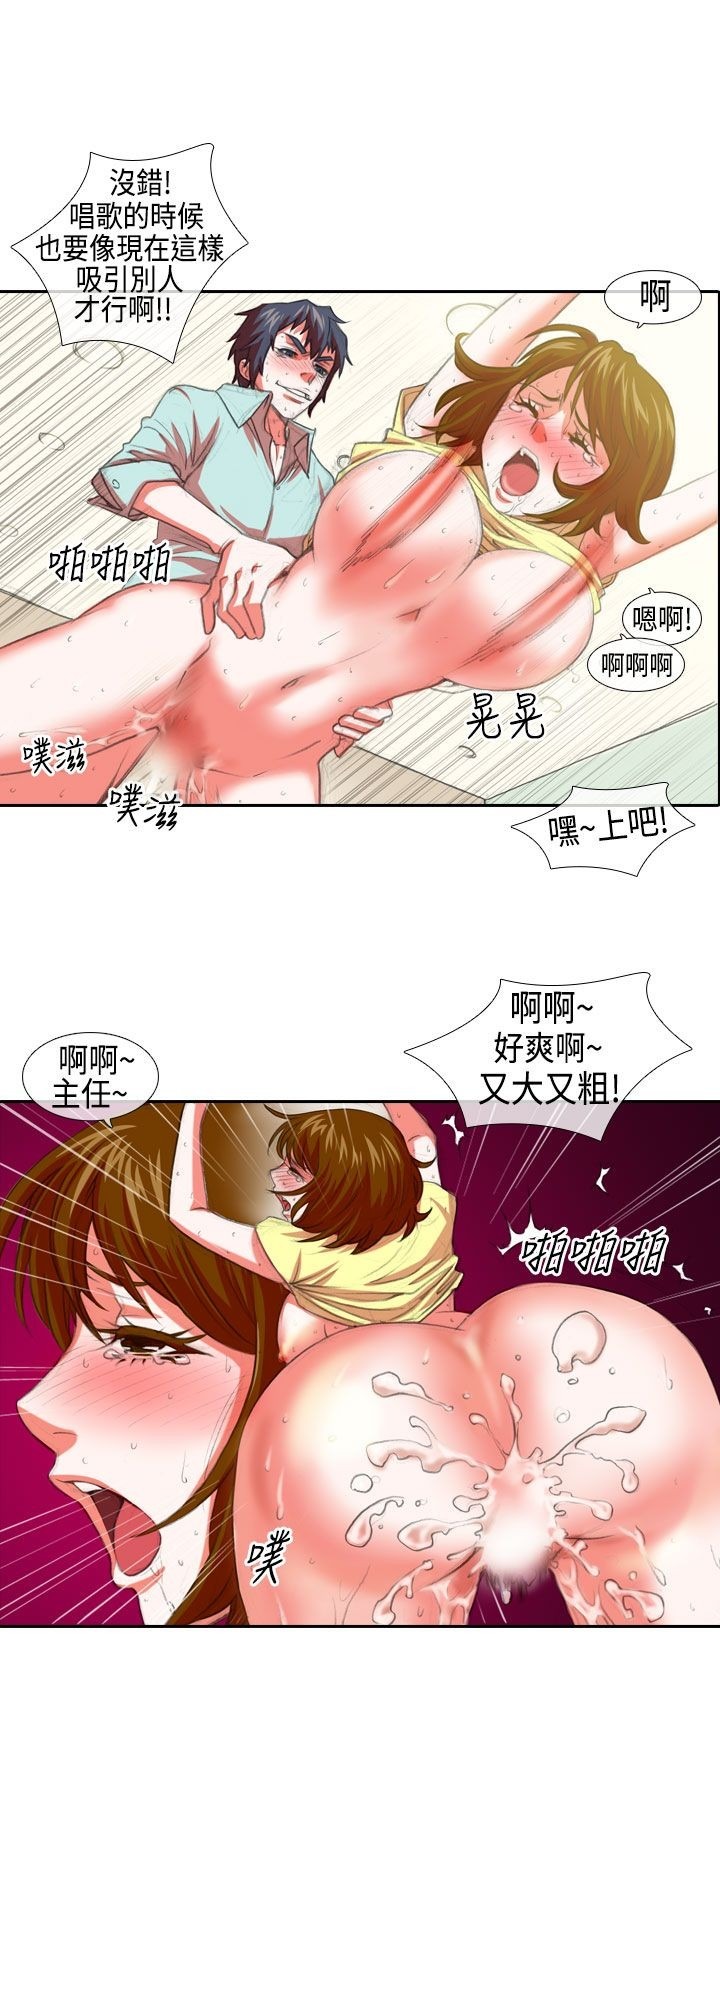 沒錯!
唱歌的時候
也要像現在這樣
吸引別人
才行啊!!
啊
啪啪啪
嗯啊!
啊啊啊
晃晃
噗滋
噗滋
嘿~上吧!
啊啊~
好爽啊~
又大又粗!
啊啊~
主任~
啪啪啪
噗